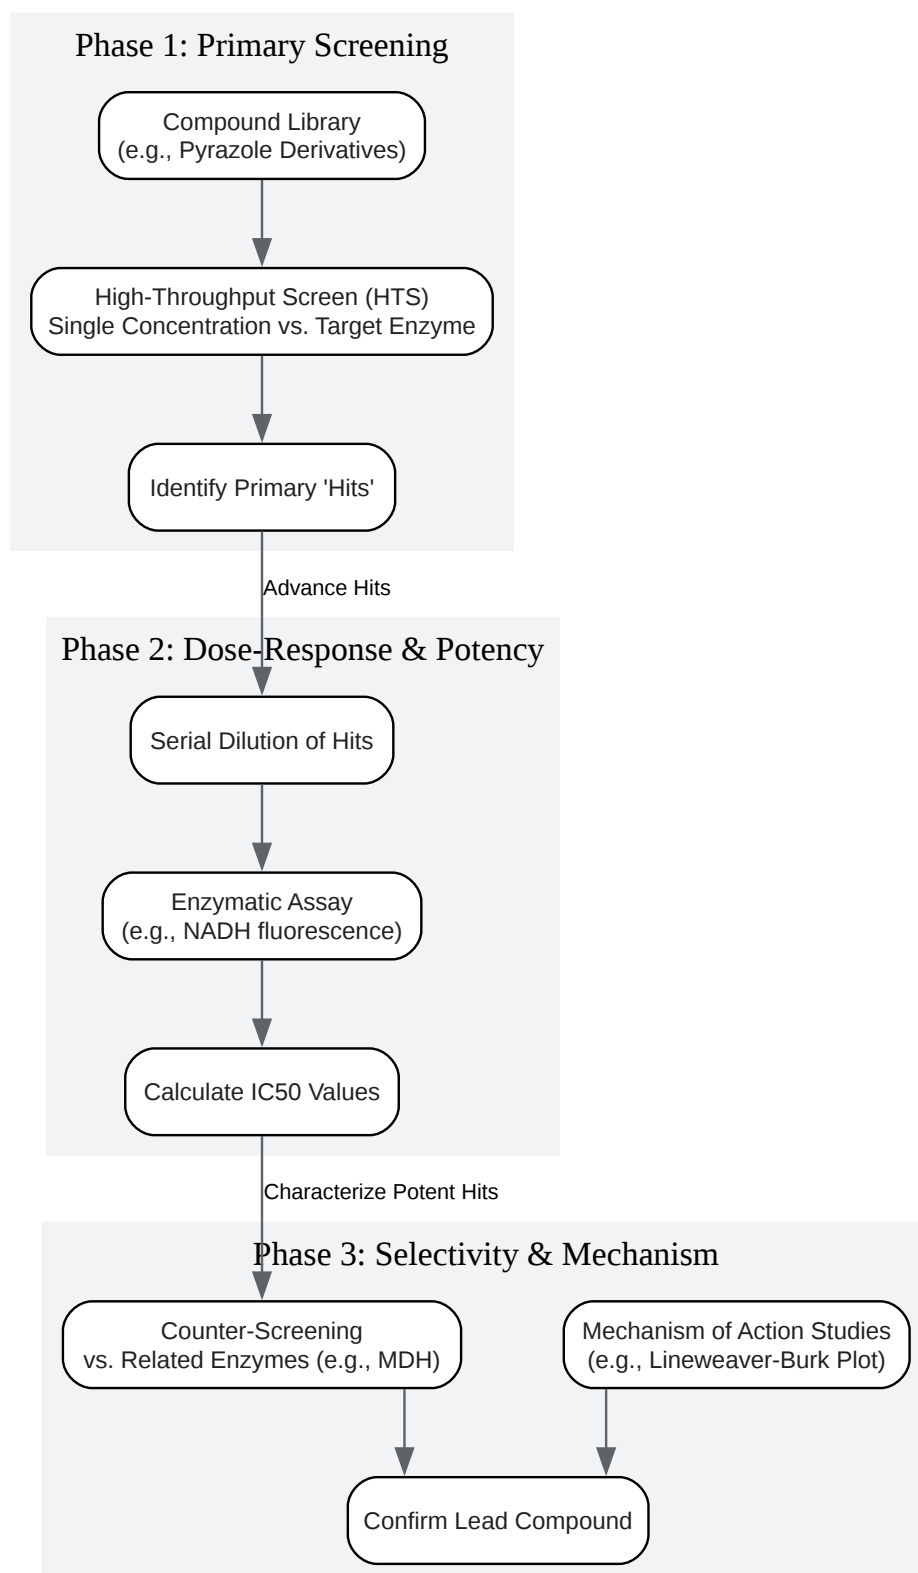 Phase 1: Primary Screening
Compound Library
(e.g., Pyrazole Derivatives)
High-Throughput Screen (HTS)
Single Concentration vs. Target Enzyme
Identify Primary 'Hits'
Advance Hits
Phase 2: Dose-Response & Potency
Serial Dilution of Hits
Enzymatic Assay
(e.g., NADH fluorescence)
Calculate IC50 Values
Characterize Potent Hits
Phase 3: Selectivity & Mechanism
Counter-Screening
vs. Related Enzymes (e.g., MDH)
Mechanism of Action Studies
(e.g., Lineweaver-Burk Plot)
Confirm Lead Compound